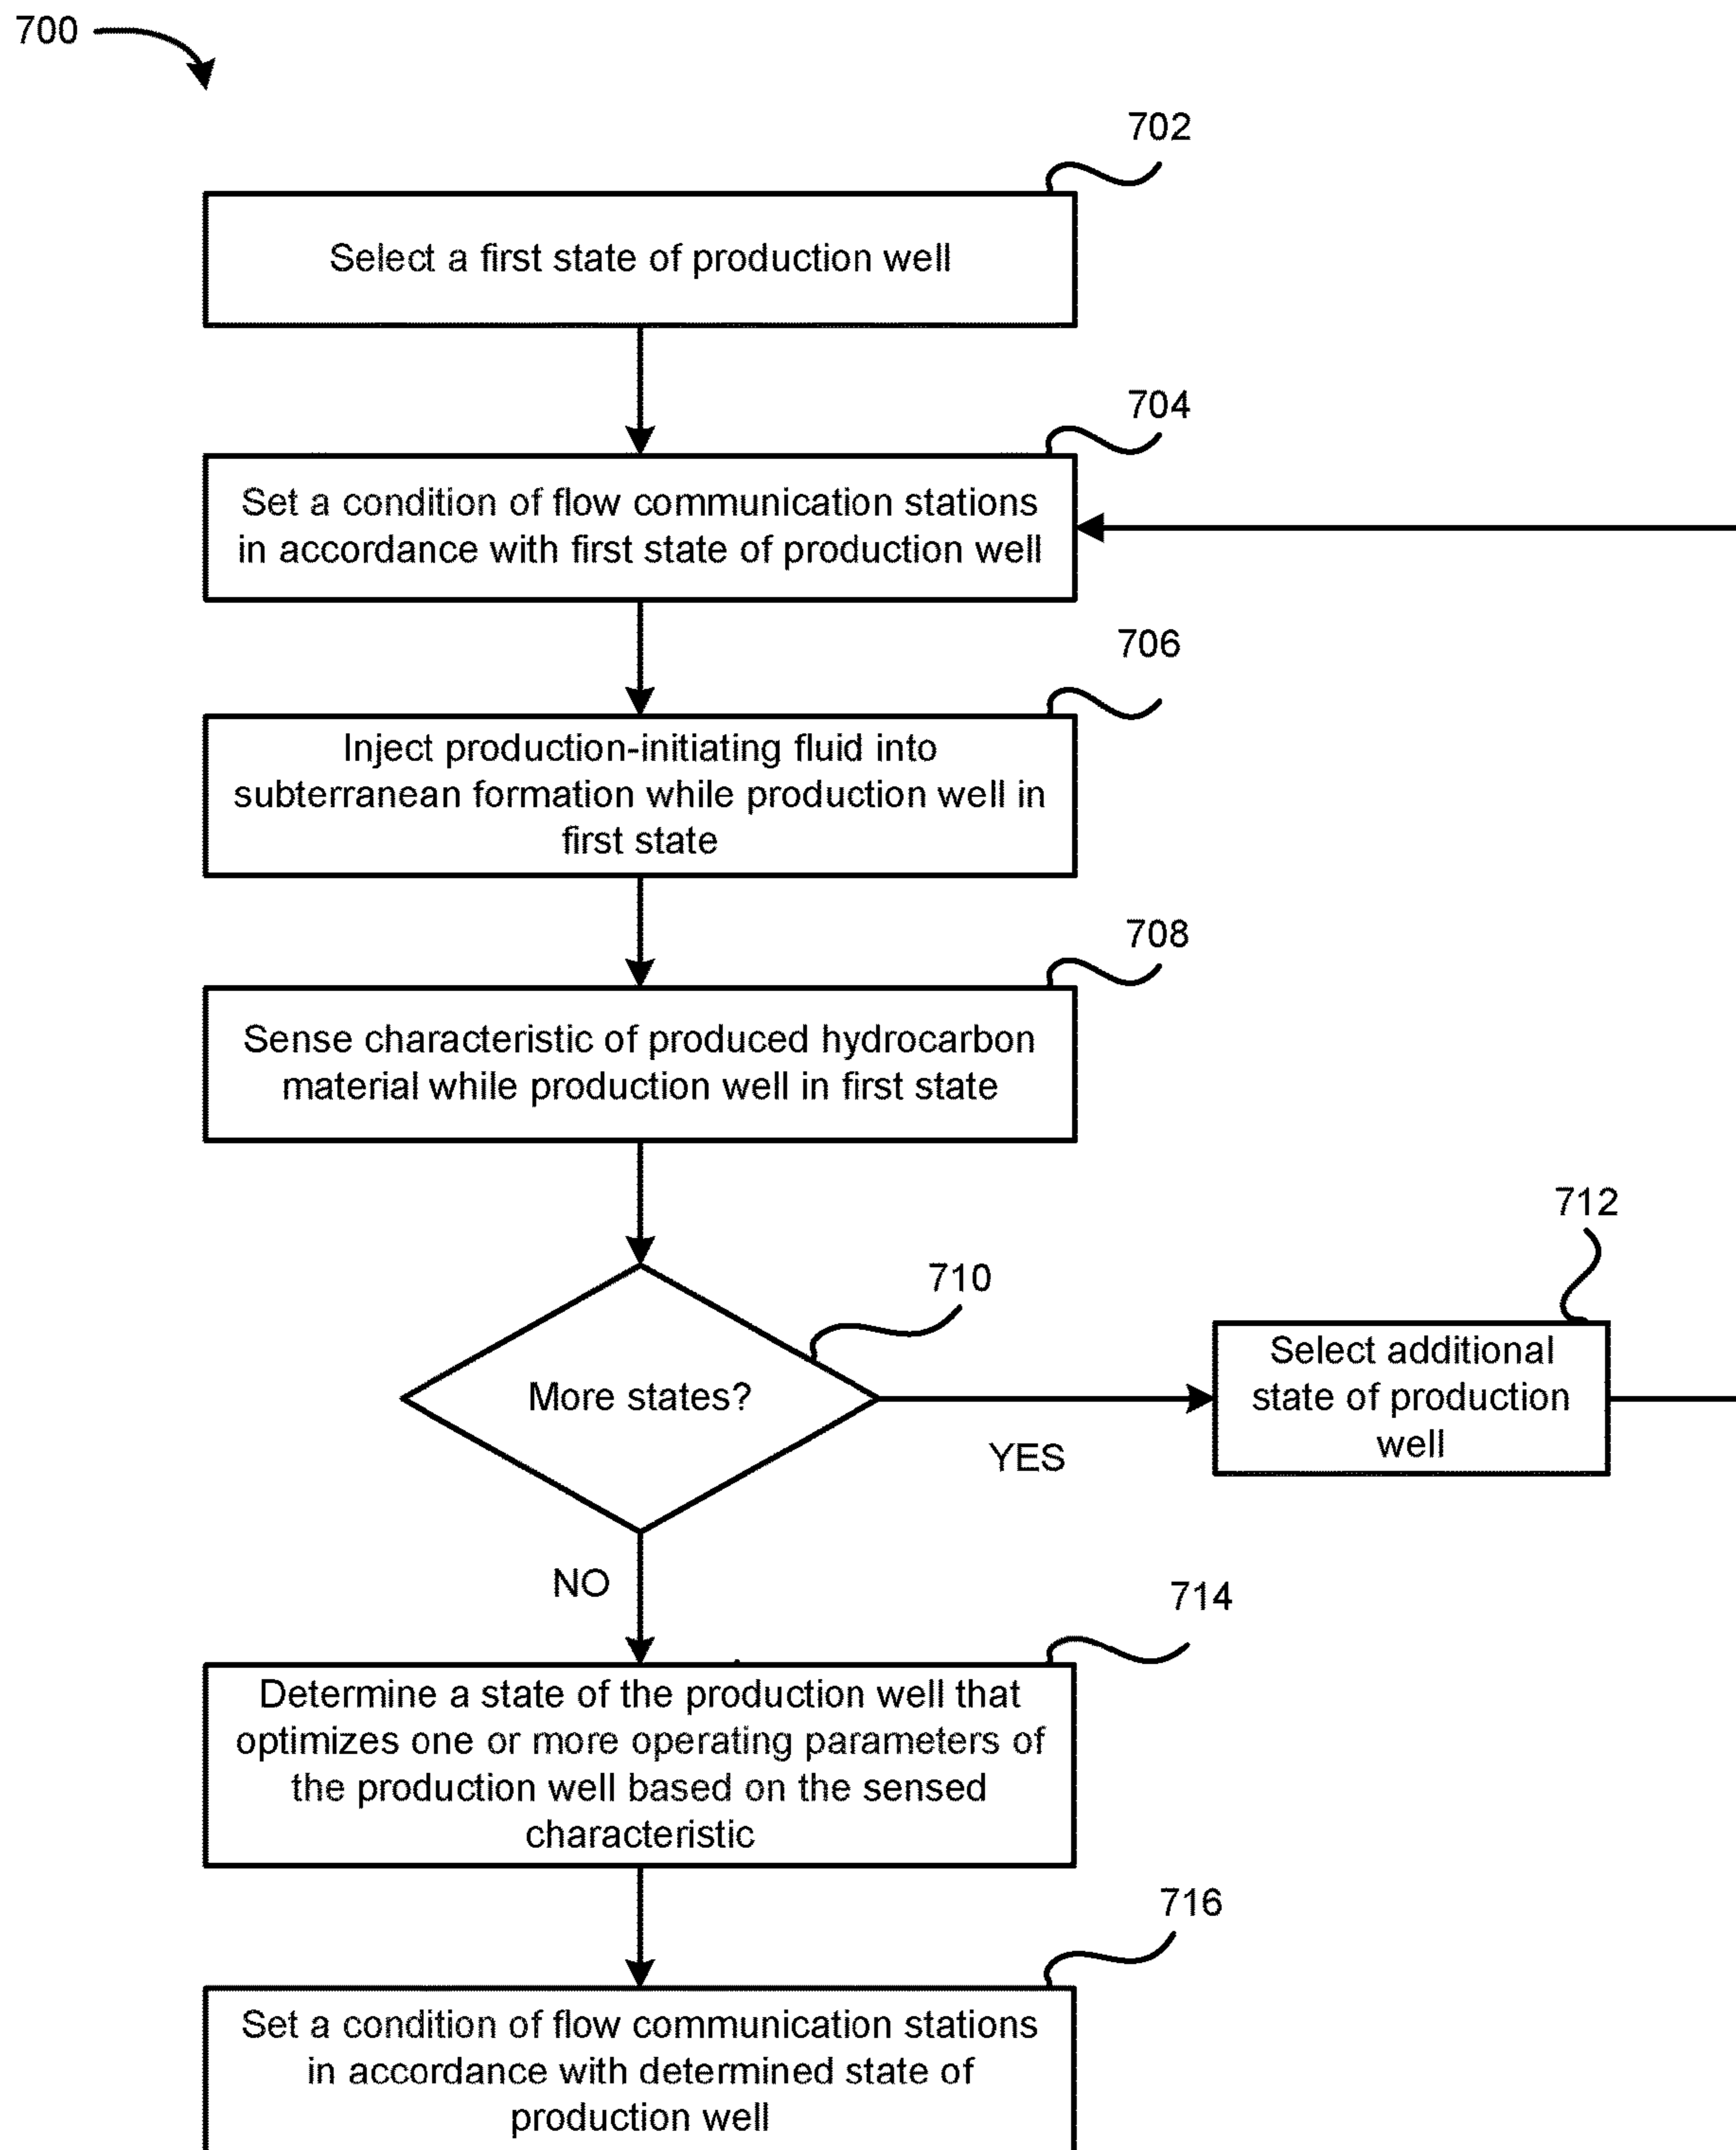 700
702
Select a first state of production well
704
Set a condition of flow communication stations
in accordance with first state of production well
706
Inject production-initiating fluid into
subterranean formation while production well in
first state
708
Sense characteristic of produced hydrocarbon
material while production well in first state
710
More states?
YES
712
Select additional
state of production
well
NO
714
Determine a state of the production well that
optimizes one or more operating parameters of
the production well based on the sensed
characteristic
716
Set a condition of flow communication stations
in accordance with determined state of
production well